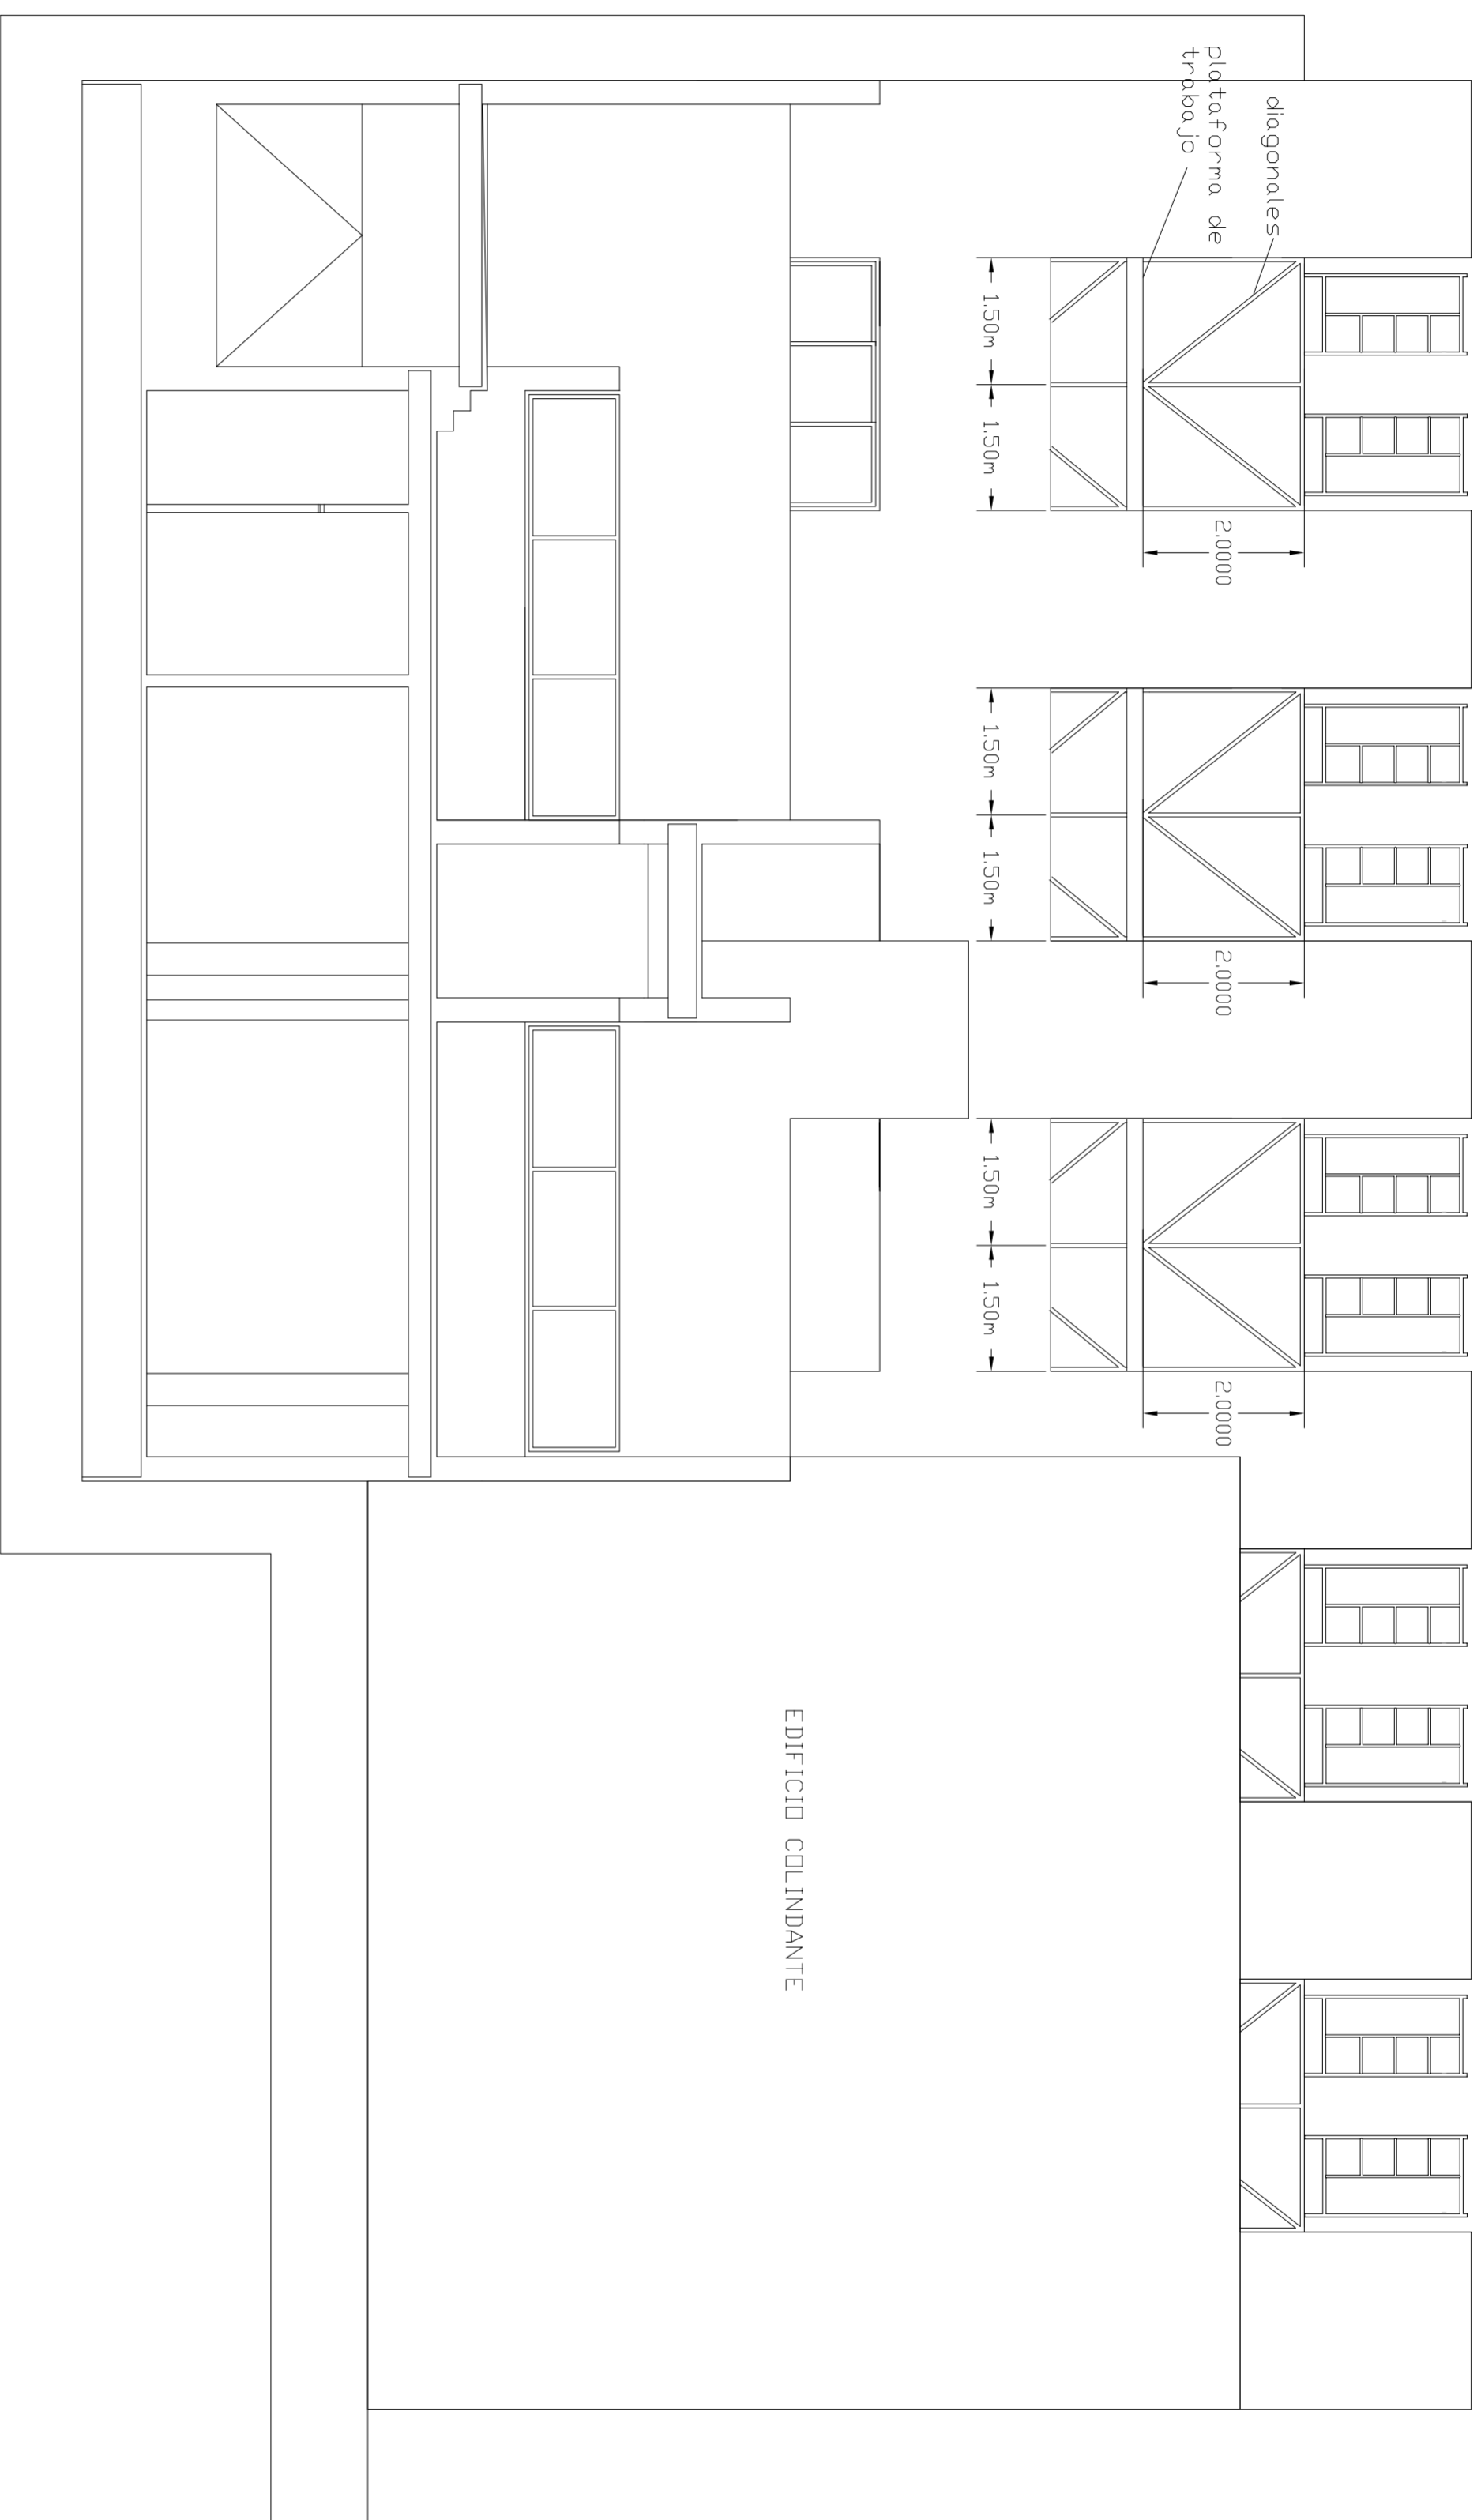 plataforma de
trabajo
diagonales
1.50m
1.50m
2.0000
1.50m
1.50m
2.0000
1.50m
1.50m
2.0000
EDIFICIO COLINDANTE